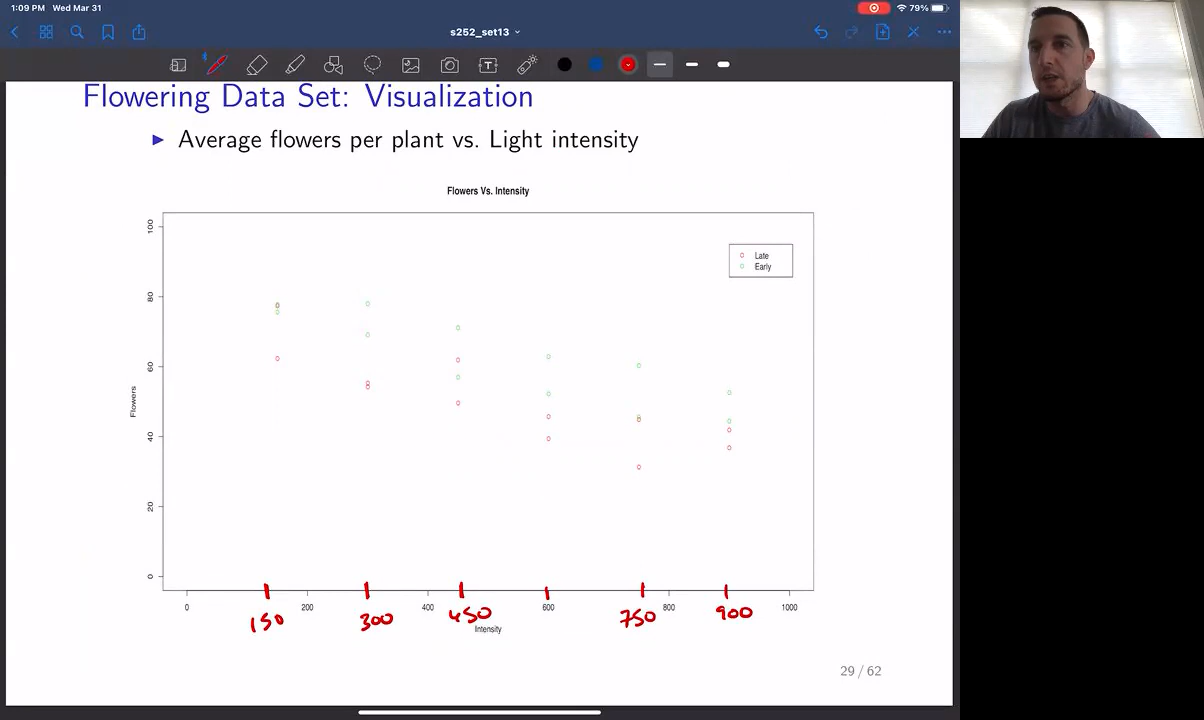 1:09 PM Wed Mar 31
79%
s252_set13
Flowering Data Set: Visualization
Average flowers per plant vs. Light intensity
Flowers Vs. Intensity
Late
Early
100
80
60
40
20
0
Flowers
0 200 400 600 800 1000
150 300 450 750 900
Intensity
29 / 62